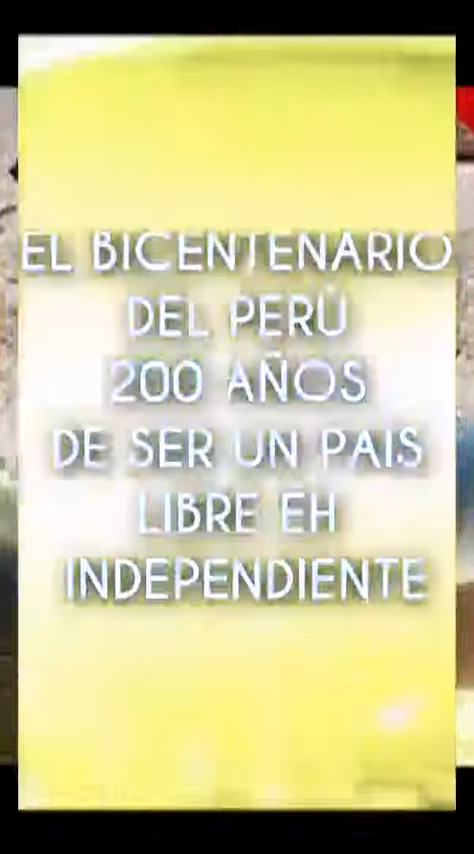 EL BICENTENARIO
DEL PERÚ
200 AÑOS
DE SER UN PAIS
LIBRE EH
INDEPENDIENTE